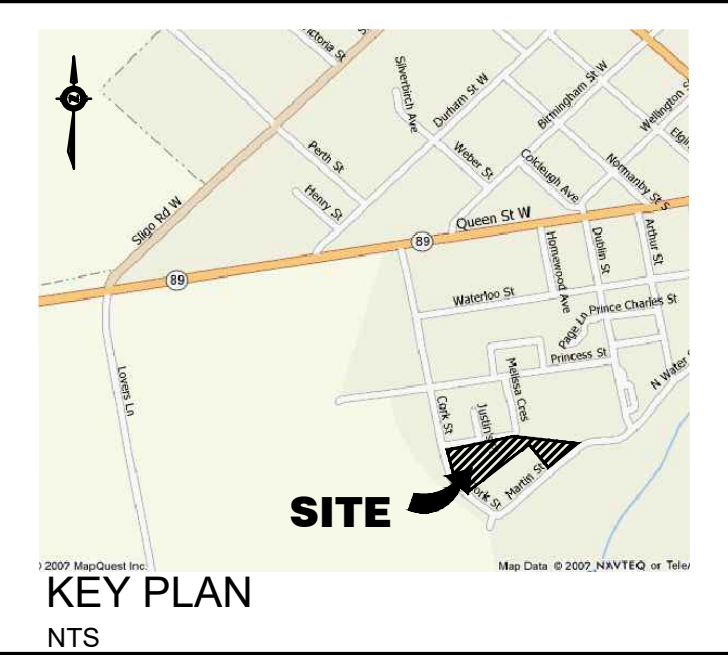 Victoria St
Silverbirch Ave
Durham St W
Birmingham St W
Wellington S
Elgin
Perth St
Weber St
Colcleugh Ave
Normanby St S
Henry St
Sligo Rd W
Queen St W
89
89
Homewood Ave
Dublin St
Arthur St
Waterloo St
Prince Charles St
Page Ln
Princess St
N Water S
Lovers Ln
Melissa Cres
Cork St
Justin's
Martin St
ork St
SITE
2007 MapQuest Inc.
Map Data © 2007 NAVTEQ or Tele
KEY PLAN
NTS